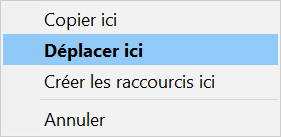 Copier ici
Déplacer ici
Créer les raccourcis ici
Annuler